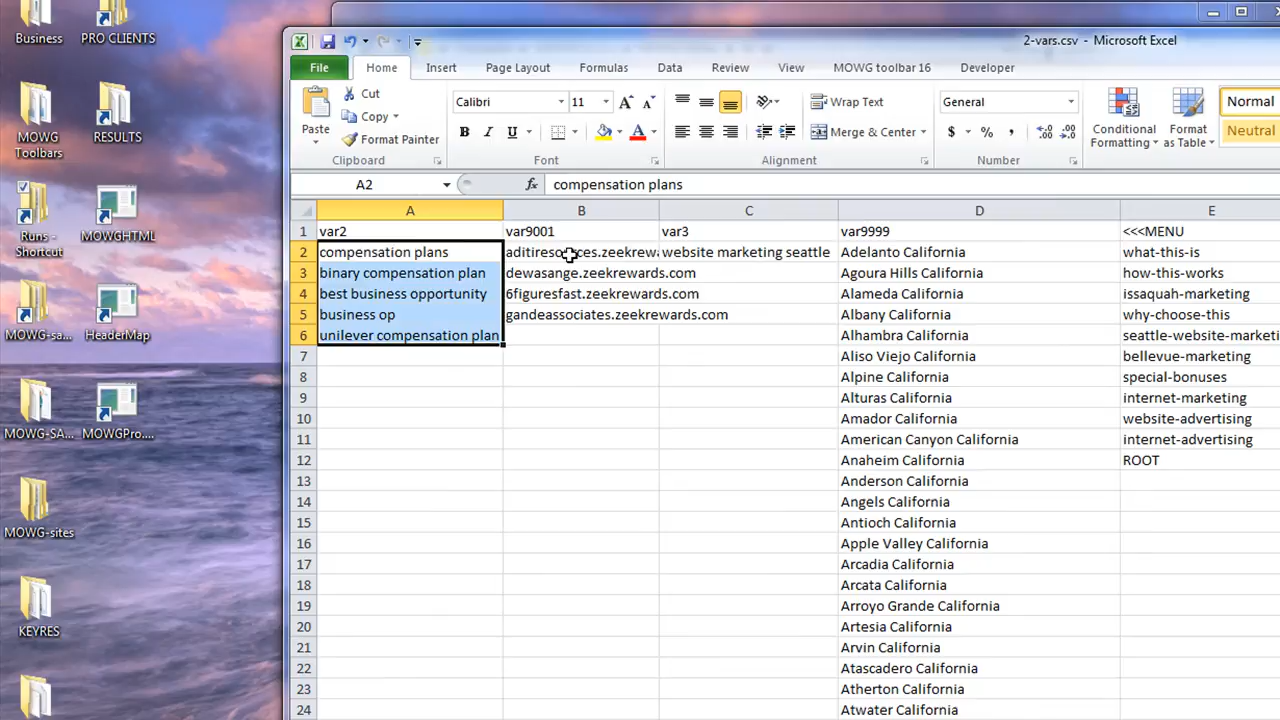 Business
PRO CLIENTS
MOWG
Toolbars
RESULTS
Runs -
Shortcut
MOWGHTML
MOWG-sa...
HeaderMap
MOWG-SA...
MOWGPro....
MOWG-sites
KEYRES
2-vars.csv - Microsoft Excel
File
Home
Insert
Page Layout
Formulas
Data
Review
View
MOWG toolbar 16
Developer
Paste
Cut
Copy
Format Painter
Clipboard
Calibri
11
B I U
Font
Wrap Text
Merge & Center
Alignment
General
$ % ,
Number
Conditional
Formatting
Format
as Table
Normal
Neutral
A2
fx
compensation plans
A B C D E
1 var2 var9001 var3 var9999 <<<MENU
2 compensation plans website marketing seattle Adelanto California what-this-is
3 binary compensation plan dewasange.zeekrewards.com Agoura Hills California how-this-works
4 best business opportunity 6figuresfast.zeekrewards.com Alameda California issaquah-marketing
5 business op gandeassociates.zeekrewards.com Albany California why-choose-this
6 unilever compensation plan Alhambra California seattle-website-marketi
7 Aliso Viejo California bellevue-marketing
8 Alpine California special-bonuses
9 Alturas California internet-marketing
10 Amador California website-advertising
11 American Canyon California internet-advertising
12 Anaheim California ROOT
13 Anderson California
14 Angels California
15 Antioch California
16 Apple Valley California
17 Arcadia California
18 Arcata California
19 Arroyo Grande California
20 Artesia California
21 Arvin California
22 Atascadero California
23 Atherton California
24 Atwater California